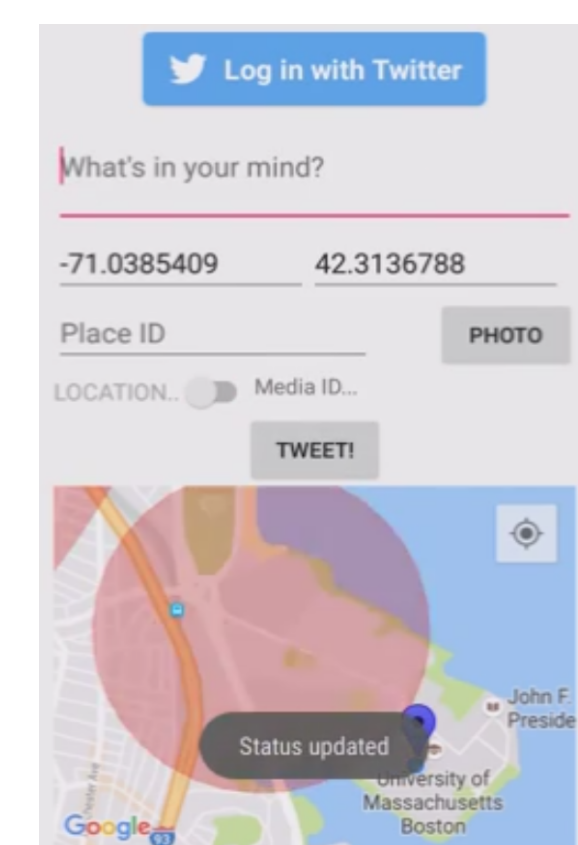 Log in with Twitter
What's in your mind?
-71.0385409 42.3136788
Place ID PHOTO
LOCATION.. Media ID...
TWEET!
John F.
Preside
Status updated
University of
Massachusetts
Boston
Google
93